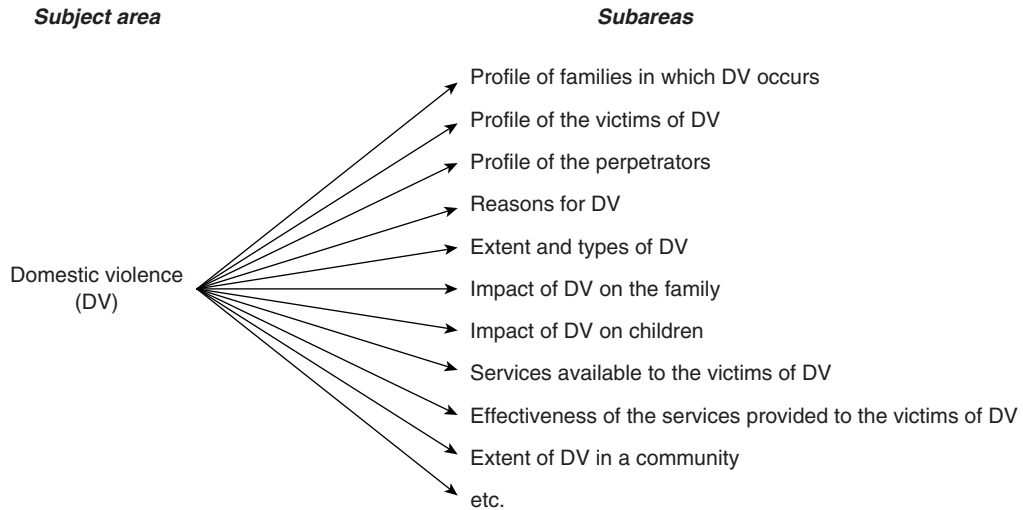 Subject area
Subareas
Profile of families in which DV occurs
Profile of the victims of DV
Profile of the perpetrators
Reasons for DV
Extent and types of DV
Domestic violence
(DV)
Impact of DV on the family
Impact of DV on children
Services available to the victims of DV
Effectiveness of the services provided to the victims of DV
Extent of DV in a community
etc.